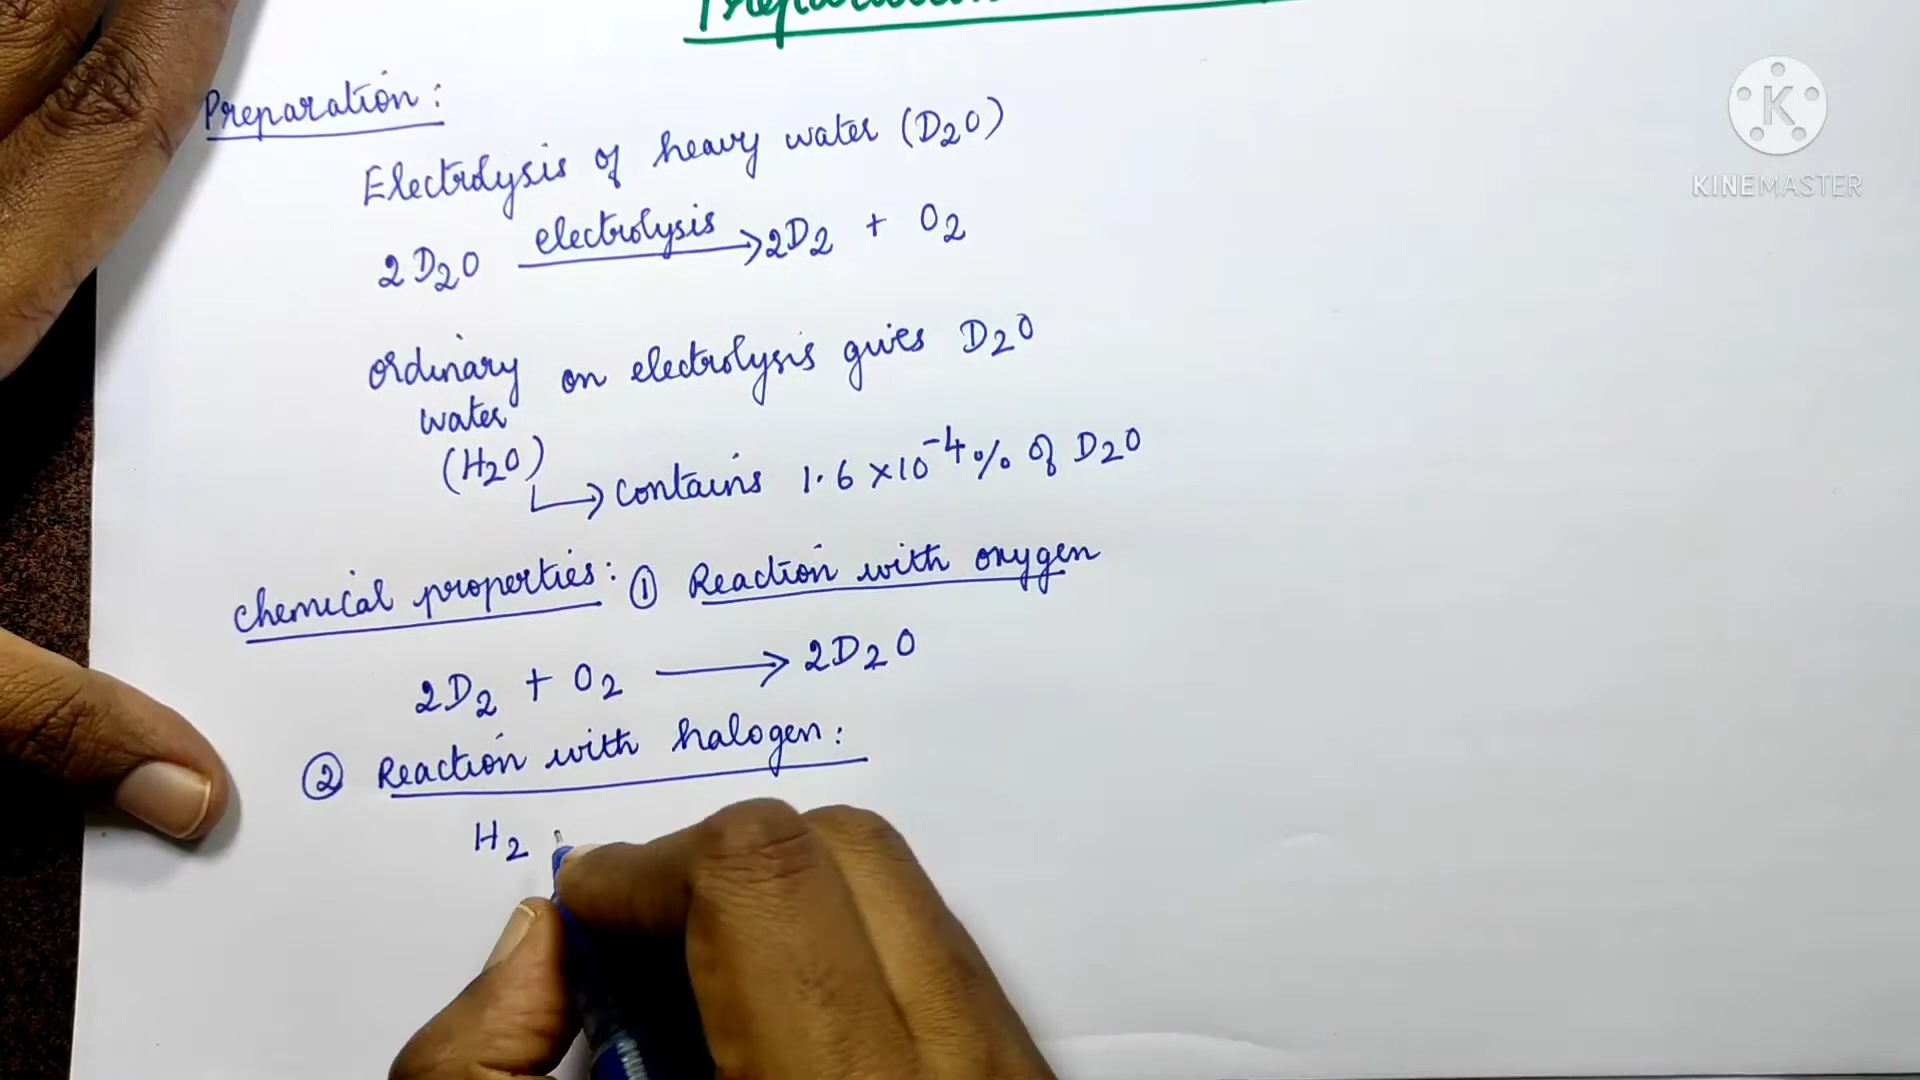 Preparation
Preparation:
Electrolysis of heavy water (D2O)
2D2O electrolysis → 2D2 + O2
Ordinary water (H2O) on electrolysis gives D2O
↳ contains 1.6 ×10⁻⁴% of D2O
Chemical properties: ① Reaction with oxygen
2D2 + O2 → 2D2O
② Reaction with halogen:
H2
K
KINEMASTER